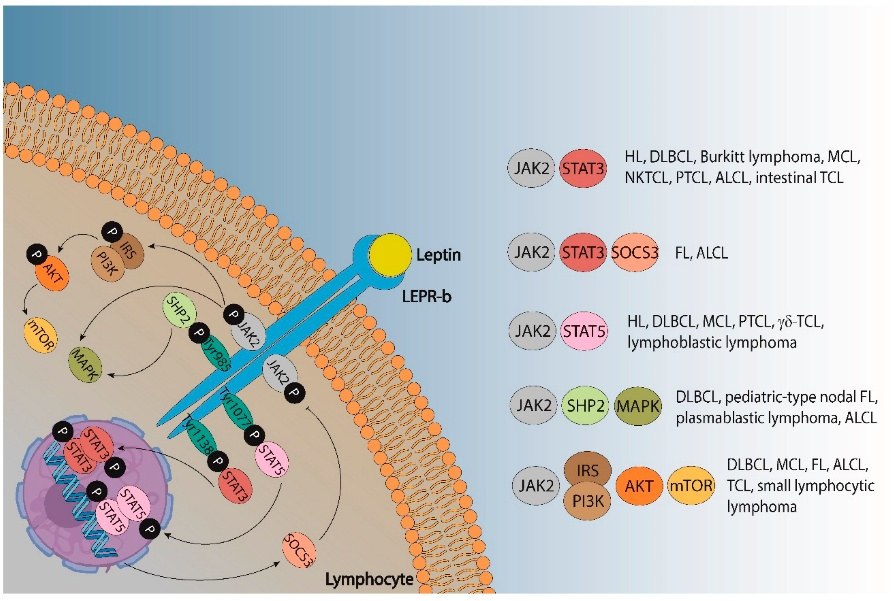 Leptin
LEPR-b
P
IRS
PI3K
P
AKT
mTOR
MAPK
SHP2
P
Tyr985
P
JAK2
JAK2
P
Tyr1077
P
STAT5
Tyr1138
P
STAT3
P
STAT3
STAT3
P
P
STAT5
STAT5
P
SOCS3
Lymphocyte
JAK2 STAT3
HL, DLBCL, Burkitt lymphoma, MCL,
NKTCL, PTCL, ALCL, intestinal TCL
JAK2 STAT3 SOCS3 FL, ALCL
JAK2 STAT5
HL, DLBCL, MCL, PTCL, γδ-TCL,
lymphoblastic lymphoma
JAK2 SHP2 MAPK
DLBCL, pediatric-type nodal FL,
plasmablastic lymphoma, ALCL
JAK2
IRS
PI3K
AKT mTOR
DLBCL, MCL, FL, ALCL,
TCL, small lymphocytic
lymphoma